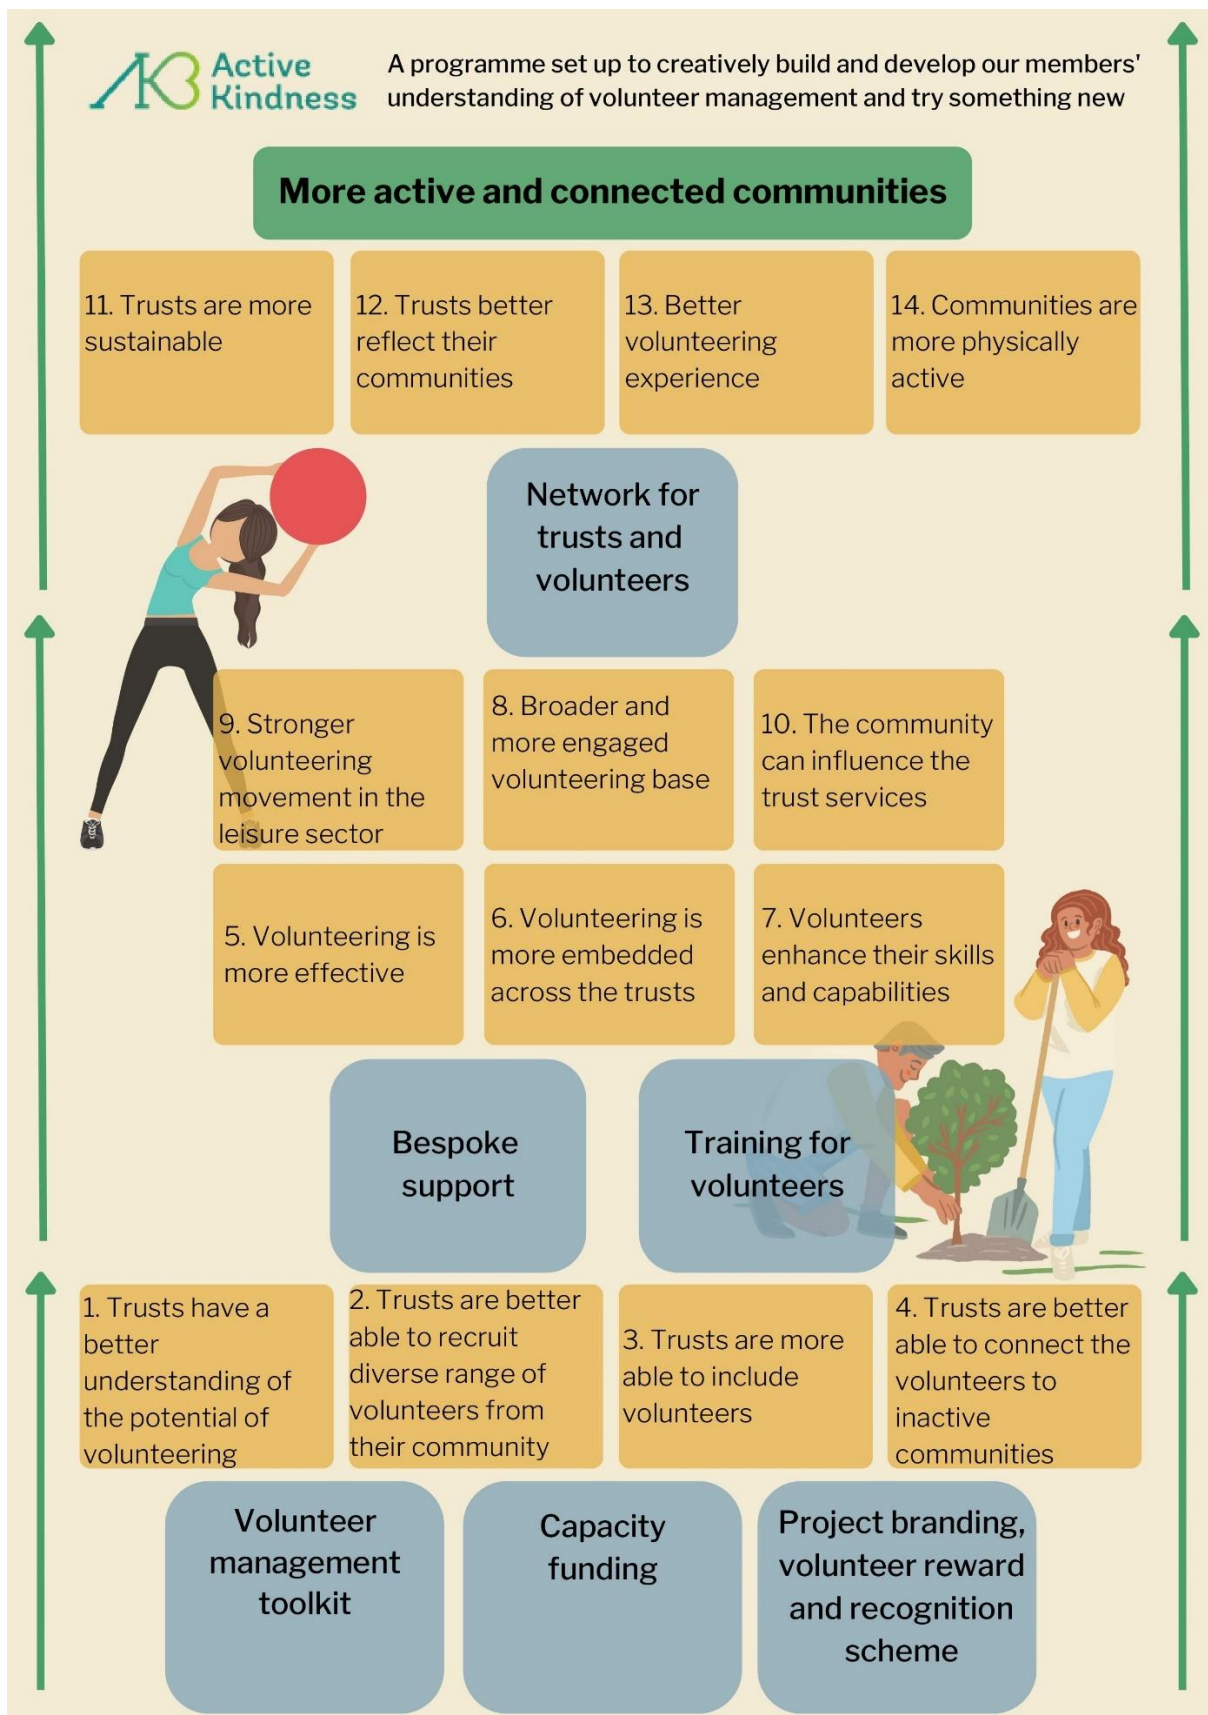 Active
Kindness
A programme set up to creatively build and develop our members'
understanding of volunteer management and try something new
More active and connected communities
11. Trusts are more
sustainable
12. Trusts better
reflect their
communities
13. Better
volunteering
experience
14. Communities are
more physically
active
Network for
trusts and
volunteers
9. Stronger
volunteering
movement in the
leisure sector
8. Broader and
more engaged
volunteering base
10. The community
can influence the
trust services
5. Volunteering is
more effective
6. Volunteering is
more embedded
across the trusts
7. Volunteers
enhance their skills
and capabilities
Bespoke
support
Training for
volunteers
1. Trusts have a
better
understanding of
the potential of
volunteering
2. Trusts are better
able to recruit
diverse range of
volunteers from
their community
3. Trusts are more
able to include
volunteers
4. Trusts are better
able to connect the
volunteers to
inactive
communities
Volunteer
management
toolkit
Capacity
funding
Project branding,
volunteer reward
and recognition
scheme